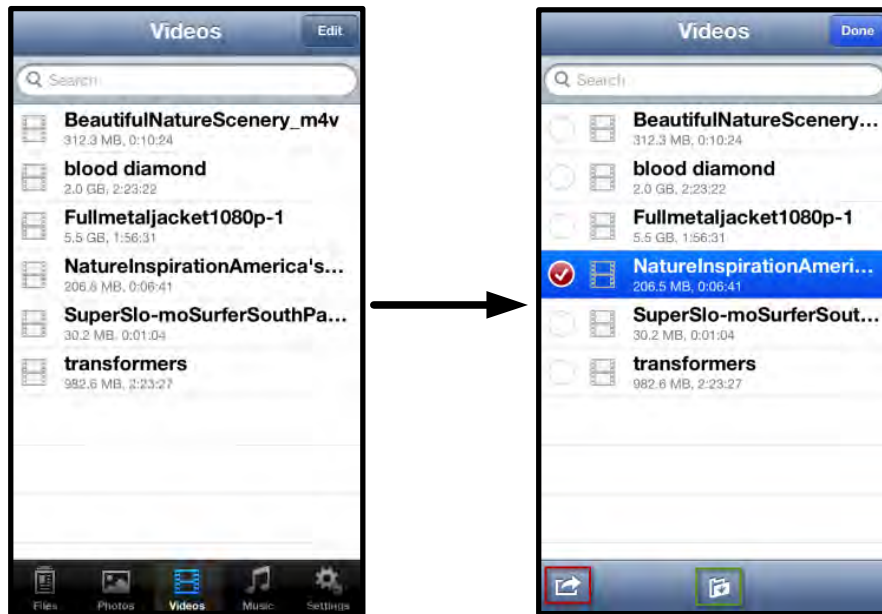 Videos
Edit
Search
BeautifulNatureScenery_m4v
312.3 MB, 0:10:24
blood diamond
2.0 GB, 2:23:22
Fullmetaljacket1080p-1
5.5 GB, 1:56:31
NatureInspirationAmerica's...
206.5 MB, 0:06:41
SuperSlo-moSurferSouthPa...
30.2 MB, 0:01:04
transformers
982.6 MB, 2:23:27
Files
Photos
Videos
Music
Settings
Videos
Done
Search
BeautifulNatureScenery...
312.3 MB, 0:10:24
blood diamond
2.0 GB, 2:23:22
Fullmetaljacket1080p-1
5.5 GB, 1:56:31
NatureInspirationAmeri...
206.5 MB, 0:06:41
SuperSlo-moSurferSout...
30.2 MB, 0:01:04
transformers
982.6 MB, 2:23:27